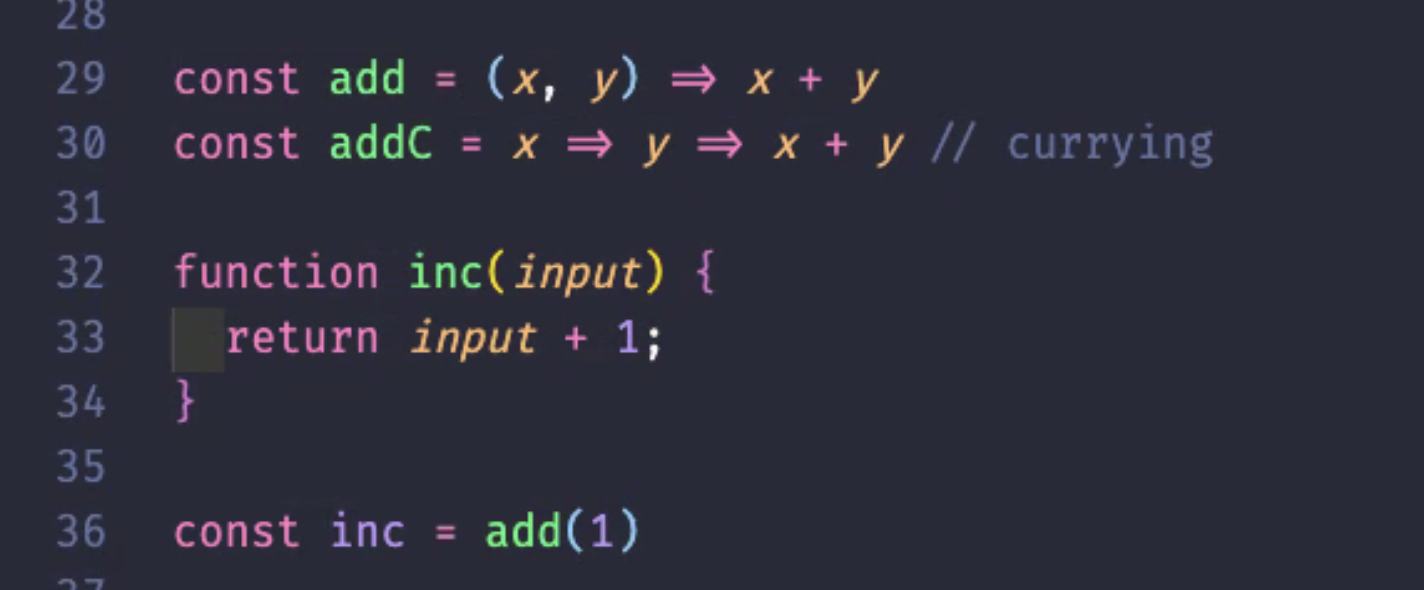 28
29 const add = (x, y) => x + y
30 const addC = x => y => x + y // currying
31
32 function inc(input) {
33   return input + 1;
34 }
35
36 const inc = add(1)
37